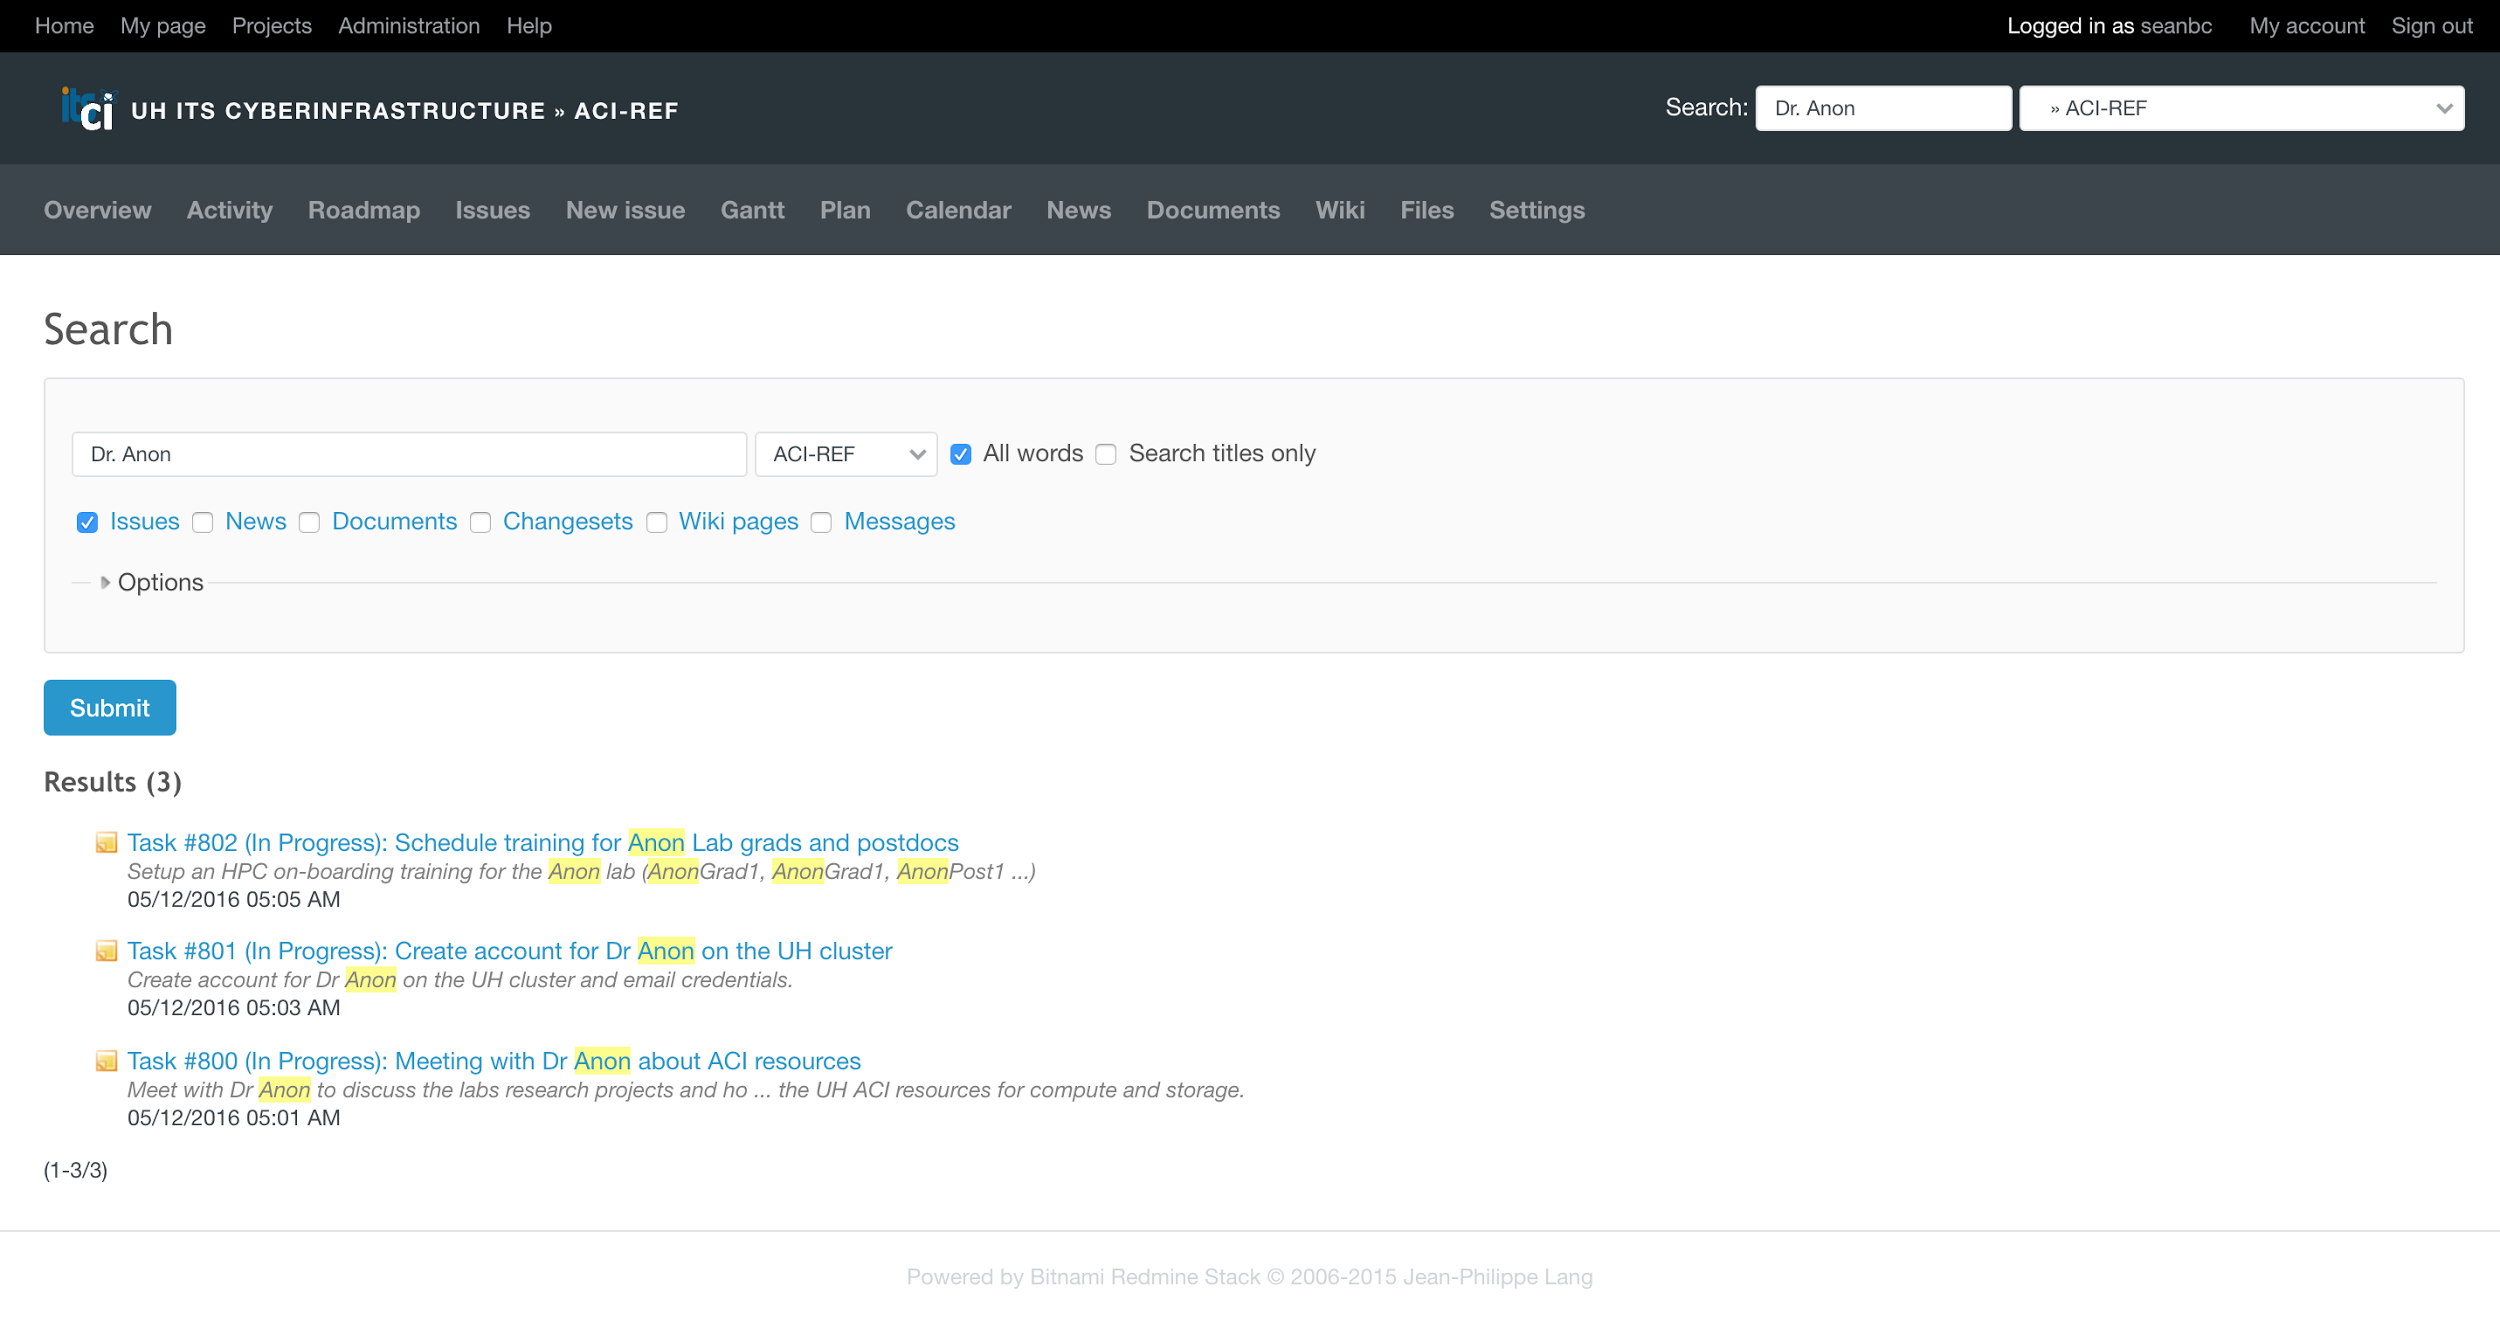 Home My page Projects Administration Help Logged in as seanbc My account Sign out
itsci UH ITS CYBERINFRASTRUCTURE » ACI-REF Search: Dr. Anon » ACI-REF
Overview Activity Roadmap Issues New issue Gantt Plan Calendar News Documents Wiki Files Settings
Search
Dr. Anon ACI-REF All words Search titles only
Issues News Documents Changesets Wiki pages Messages
Options
Submit
Results (3)
Task #802 (In Progress): Schedule training for Anon Lab grads and postdocs
Setup an HPC on-boarding training for the Anon lab (AnonGrad1, AnonGrad1, AnonPost1 ...)
05/12/2016 05:05 AM
Task #801 (In Progress): Create account for Dr Anon on the UH cluster
Create account for Dr Anon on the UH cluster and email credentials.
05/12/2016 05:03 AM
Task #800 (In Progress): Meeting with Dr Anon about ACI resources
Meet with Dr Anon to discuss the labs research projects and ho ... the UH ACI resources for compute and storage.
05/12/2016 05:01 AM
(1-3/3)
Powered by Bitnami Redmine Stack © 2006-2015 Jean-Philippe Lang